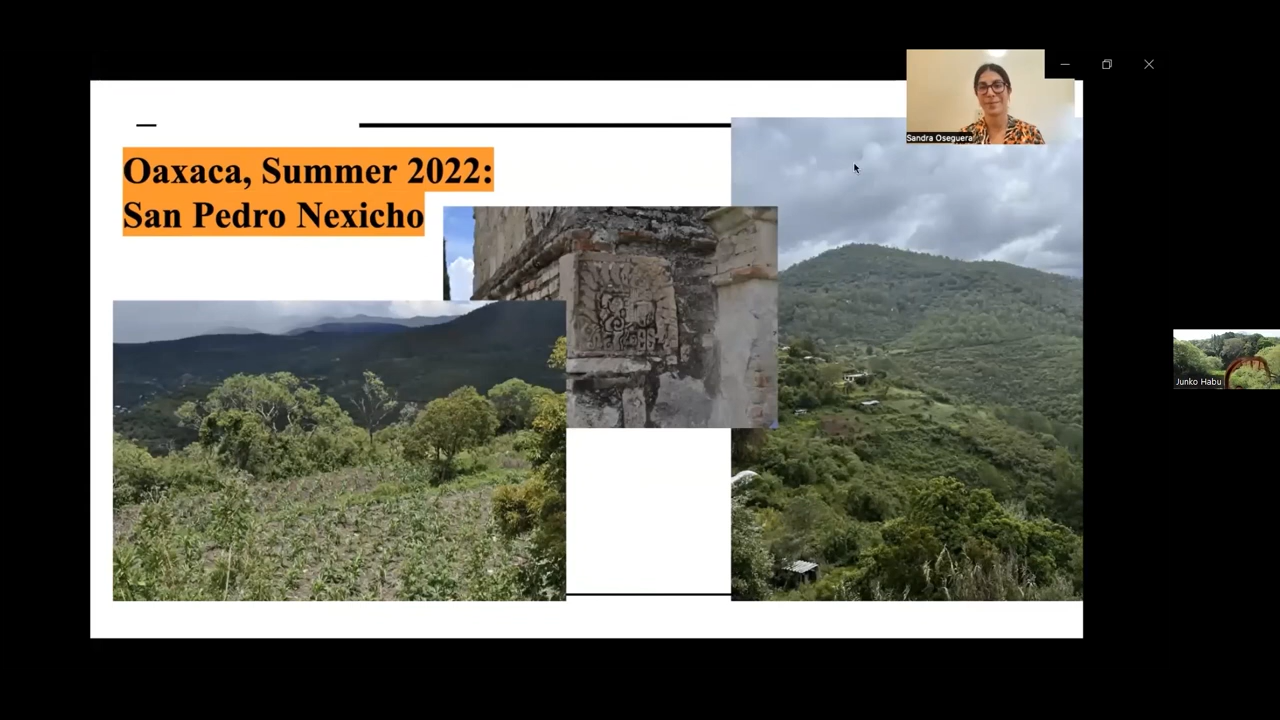 Oaxaca, Summer 2022:
San Pedro Nexicho
Sandra Oseguera
Junko Habu